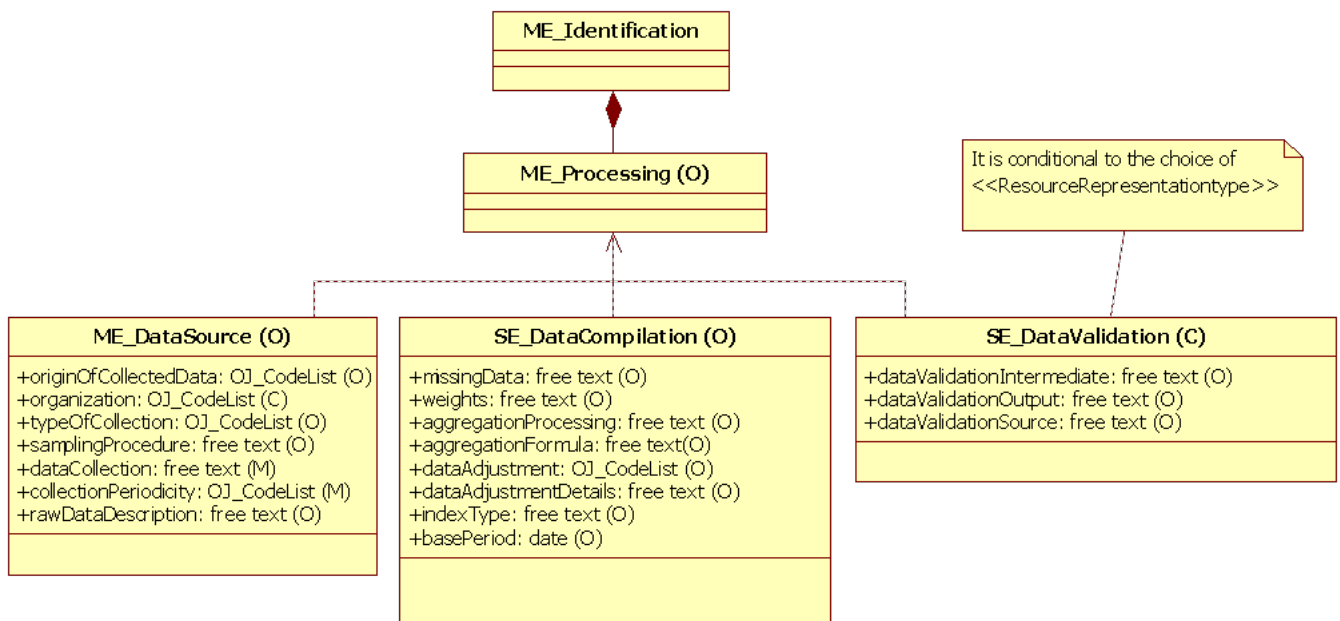 ME_Identification
ME_Processing (O)
It is conditional to the choice of
<<ResourceRepresentationtype>>
ME_DataSource (O)
+originOfCollectedData: OJ_CodeList (O)
+organization: OJ_CodeList (C)
+typeOfCollection: OJ_CodeList (O)
+samplingProcedure: free text (O)
+dataCollection: free text (M)
+collectionPeriodicity: OJ_CodeList (M)
+rawDataDescription: free text (O)
SE_DataCompilation (O)
+missingData: free text (O)
+weights: free text (O)
+aggregationProcessing: free text (O)
+aggregationFormula: free text(O)
+dataAdjustment: OJ_CodeList (O)
+dataAdjustmentDetails: free text (O)
+indexType: free text (O)
+basePeriod: date (O)
SE_DataValidation (C)
+dataValidationIntermediate: free text (O)
+dataValidationOutput: free text (O)
+dataValidationSource: free text (O)